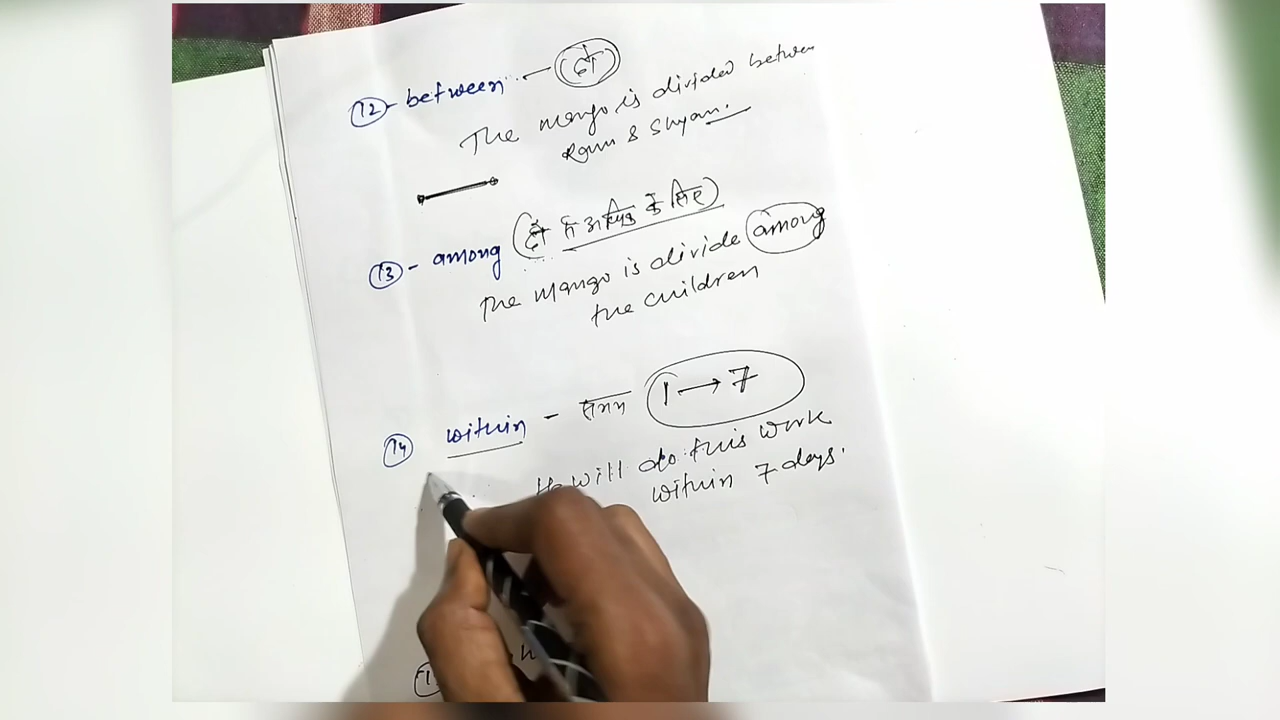 12 - between - दो
The mango is divided between
Ram & Shyam.
13 - among (दो से अधिक के लिए)
The mango is divide among
the children
14 within - समय 1 → 7
He will do this work
within 7 days.